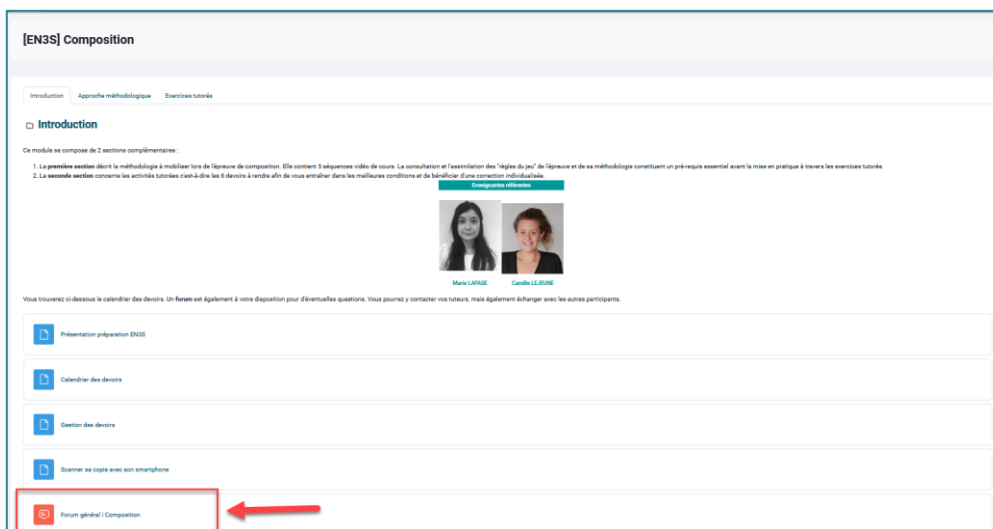 [EN3S] Composition
Introduction Approche méthodologique Exercices tutorés
Introduction
Ce module se compose de 2 sections complémentaires :
1. La première section décrit la méthodologie à mobiliser lors de l'épreuve de composition. Elle contient 5 séquences vidéo de cours. La consultation et l'assimilation des "règles du jeu" de l'épreuve et de sa méthodologie constituent un pré-requis essentiel avant la mise en pratique à travers les exercices tutorés.
2. La seconde section concerne les activités tutorées c'est-à-dire les 6 devoirs à rendre afin de vous entraîner dans les meilleures conditions et de bénéficier d'une correction individualisée.
Enseignantes référentes
Marie LAFAGE Camille LEJEUNE
Vous trouverez ci-dessous le calendrier des devoirs. Un forum est également à votre disposition pour d'éventuelles questions. Vous pourrez y contacter vos tuteurs, mais également échanger avec les autres participants.
Présentation préparation EN3S
Calendrier des devoirs
Gestion des devoirs
Scanner sa copie avec son smartphone
Forum général | Composition